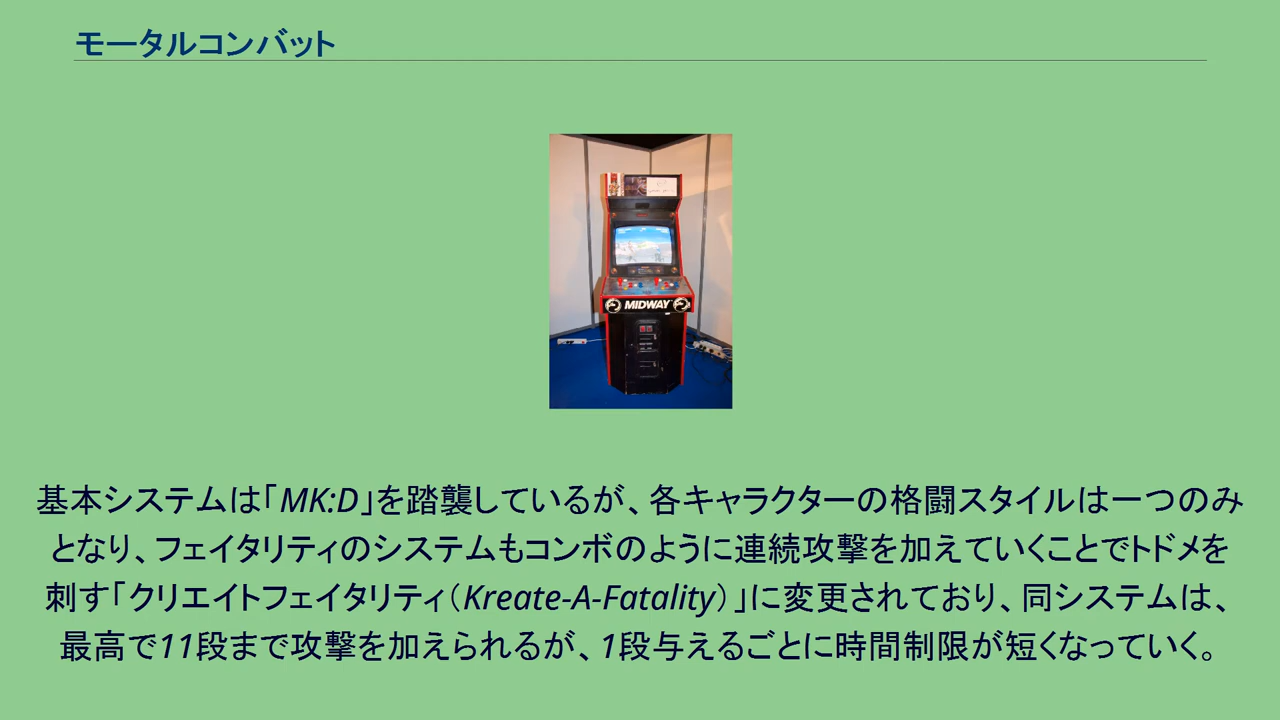 モータルコンバット
MIDWAY
基本システムは「MK:D」を踏襲しているが、各キャラクターの格闘スタイルは一つのみ
となり、フェイタリティのシステムもコンボのように連続攻撃を加えていくことでトドメを
刺す「クリエイトフェイタリティ（Kreate-A-Fatality）」に変更されており、同システムは、
最高で11段まで攻撃を加えられるが、1段与えるごとに時間制限が短くなっていく。